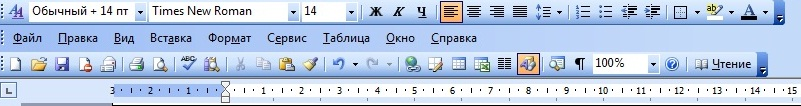 Обычный + 14 пт Times New Roman 14 Ж К Ч
Файл Правка Вид Вставка Формат Сервис Таблица Окно Справка
ABC ¶ 100% Чтение
3 2 1 1 2 3 4 5 6 7 8 9 10 11 12 13 14 15